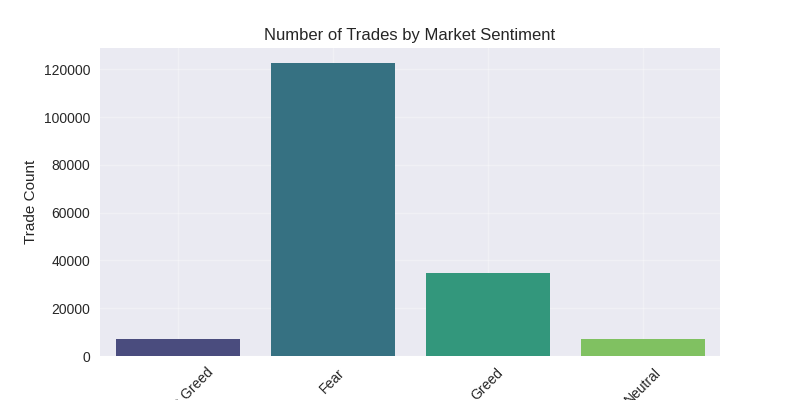 Number of Trades by Market Sentiment
Trade Count
120000
100000
80000
60000
40000
20000
0
Greed
Fear
Greed
Neutral